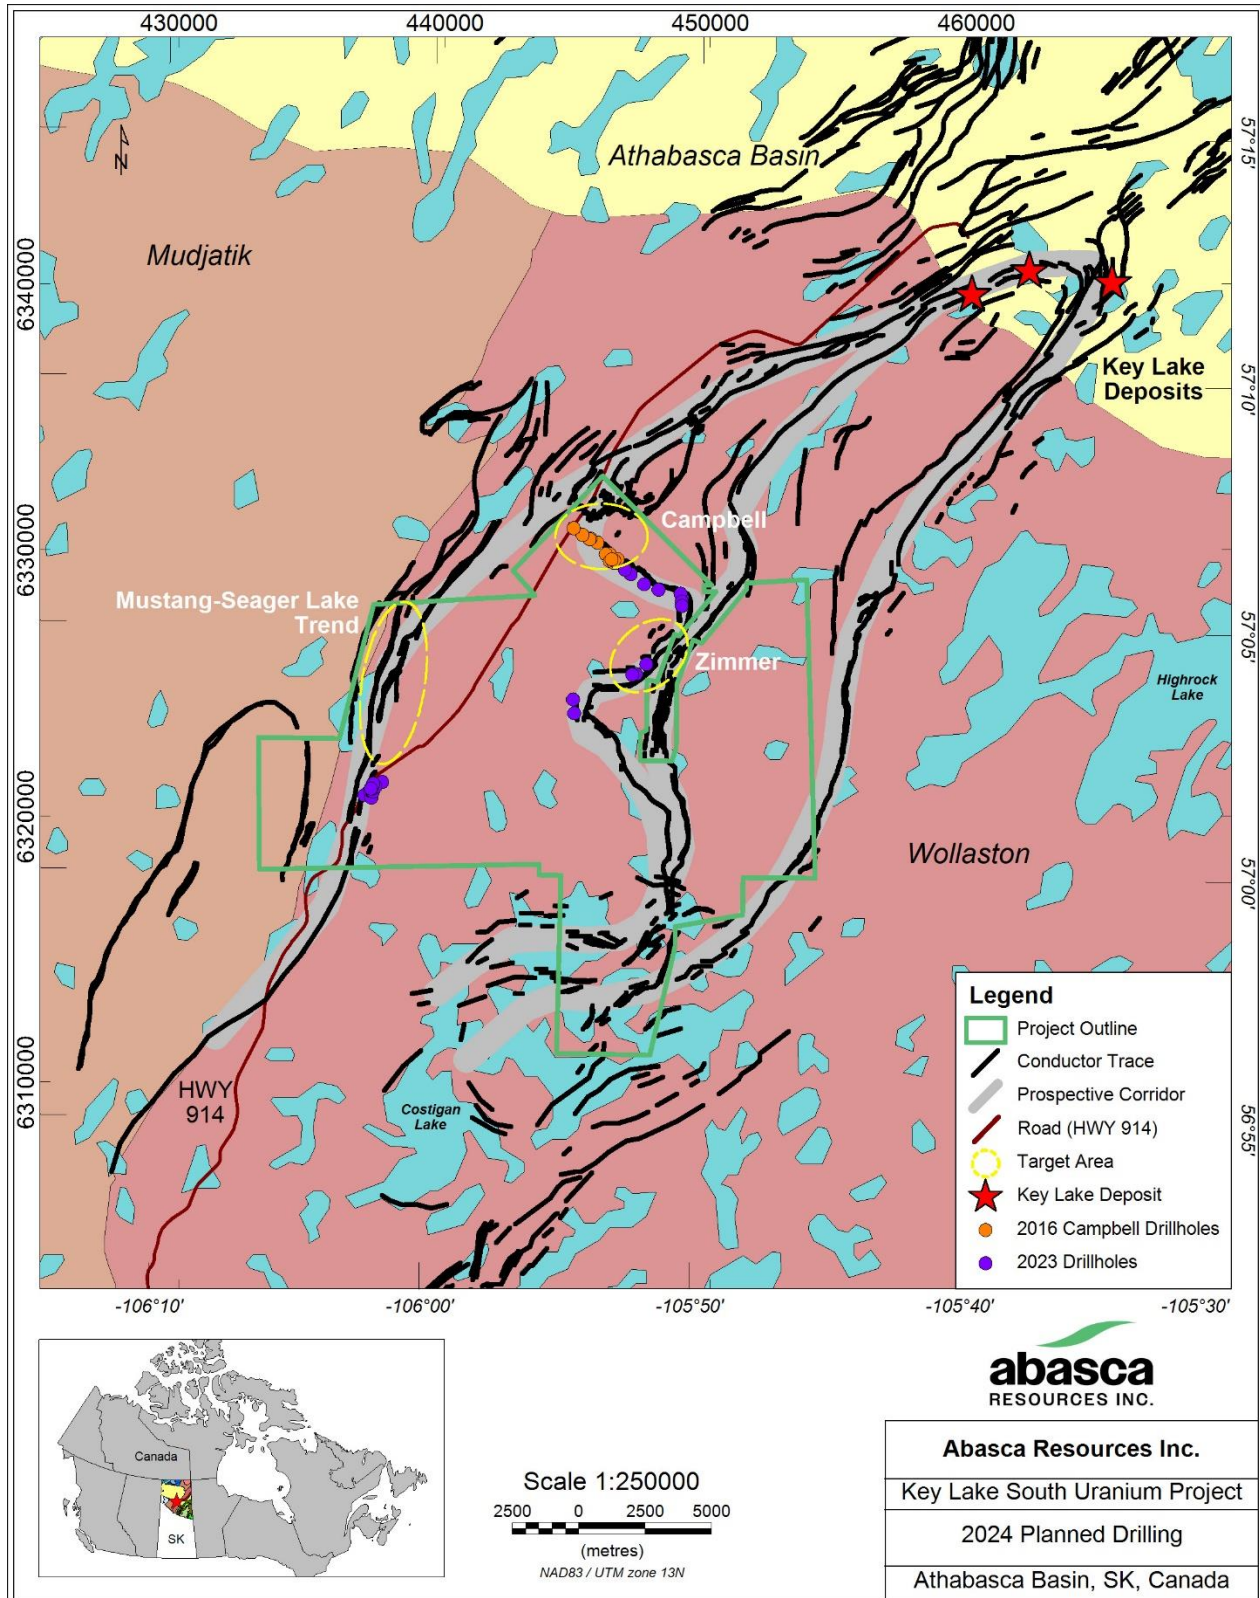 430000
440000
450000
460000
57°15'
57°10'
57°05'
57°00'
56°55'
6340000
6330000
6320000
6310000
N
Athabasca Basin
Mudjatik
Key Lake
Deposits
Campbell
Mustang-Seager Lake
Trend
Zimmer
Highrock
Lake
Wollaston
HWY
914
Costigan
Lake
Legend
Project Outline
Conductor Trace
Prospective Corridor
Road (HWY 914)
Target Area
Key Lake Deposit
2016 Campbell Drillholes
2023 Drillholes
-106°10'
-106°00'
-105°50'
-105°40'
-105°30'
Canada
SK
Scale 1:250000
2500 0 2500 5000
(metres)
NAD83 / UTM zone 13N
abasca
RESOURCES INC.
Abasca Resources Inc.
Key Lake South Uranium Project
2024 Planned Drilling
Athabasca Basin, SK, Canada